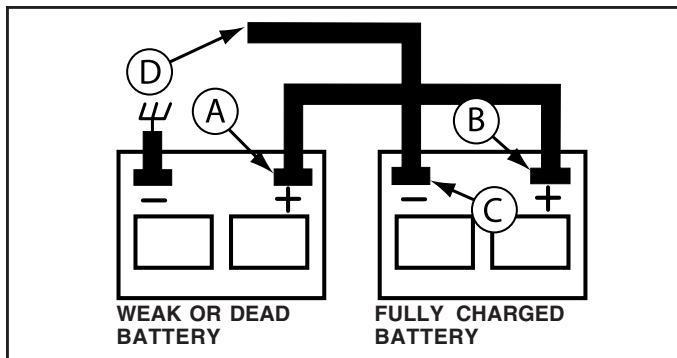 D
A
B
− + − +
C
WEAK OR DEAD
BATTERY
FULLY CHARGED
BATTERY